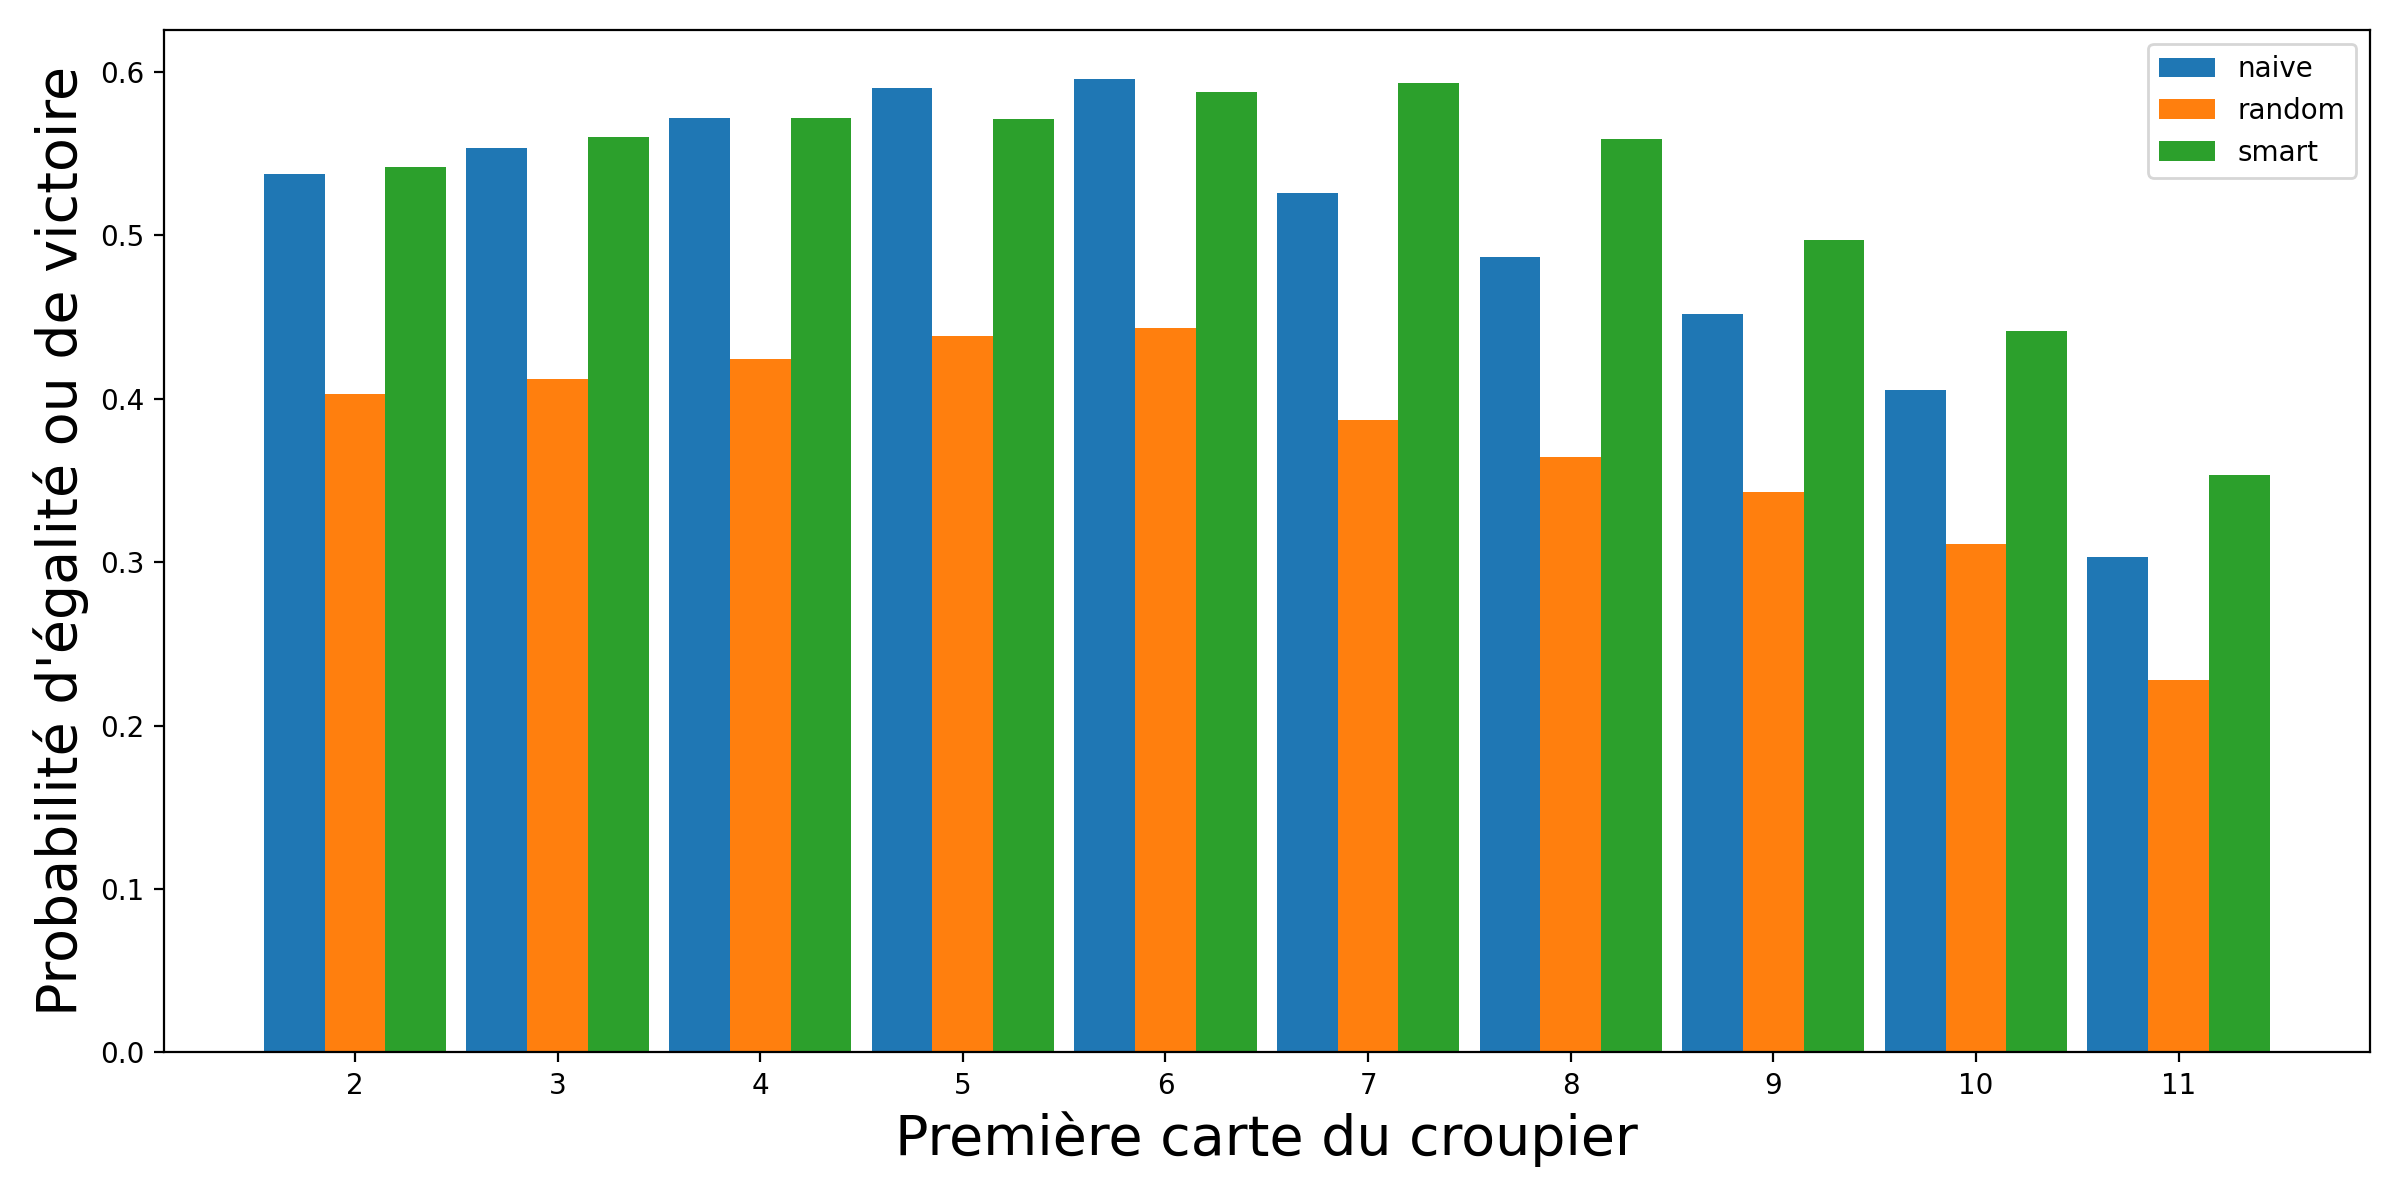 Probabilité d'égalité ou de victoire
0.6
0.5
0.4
0.3
0.2
0.1
0.0
naive
random
smart
2 3 4 5 6 7 8 9 10 11
Première carte du croupier